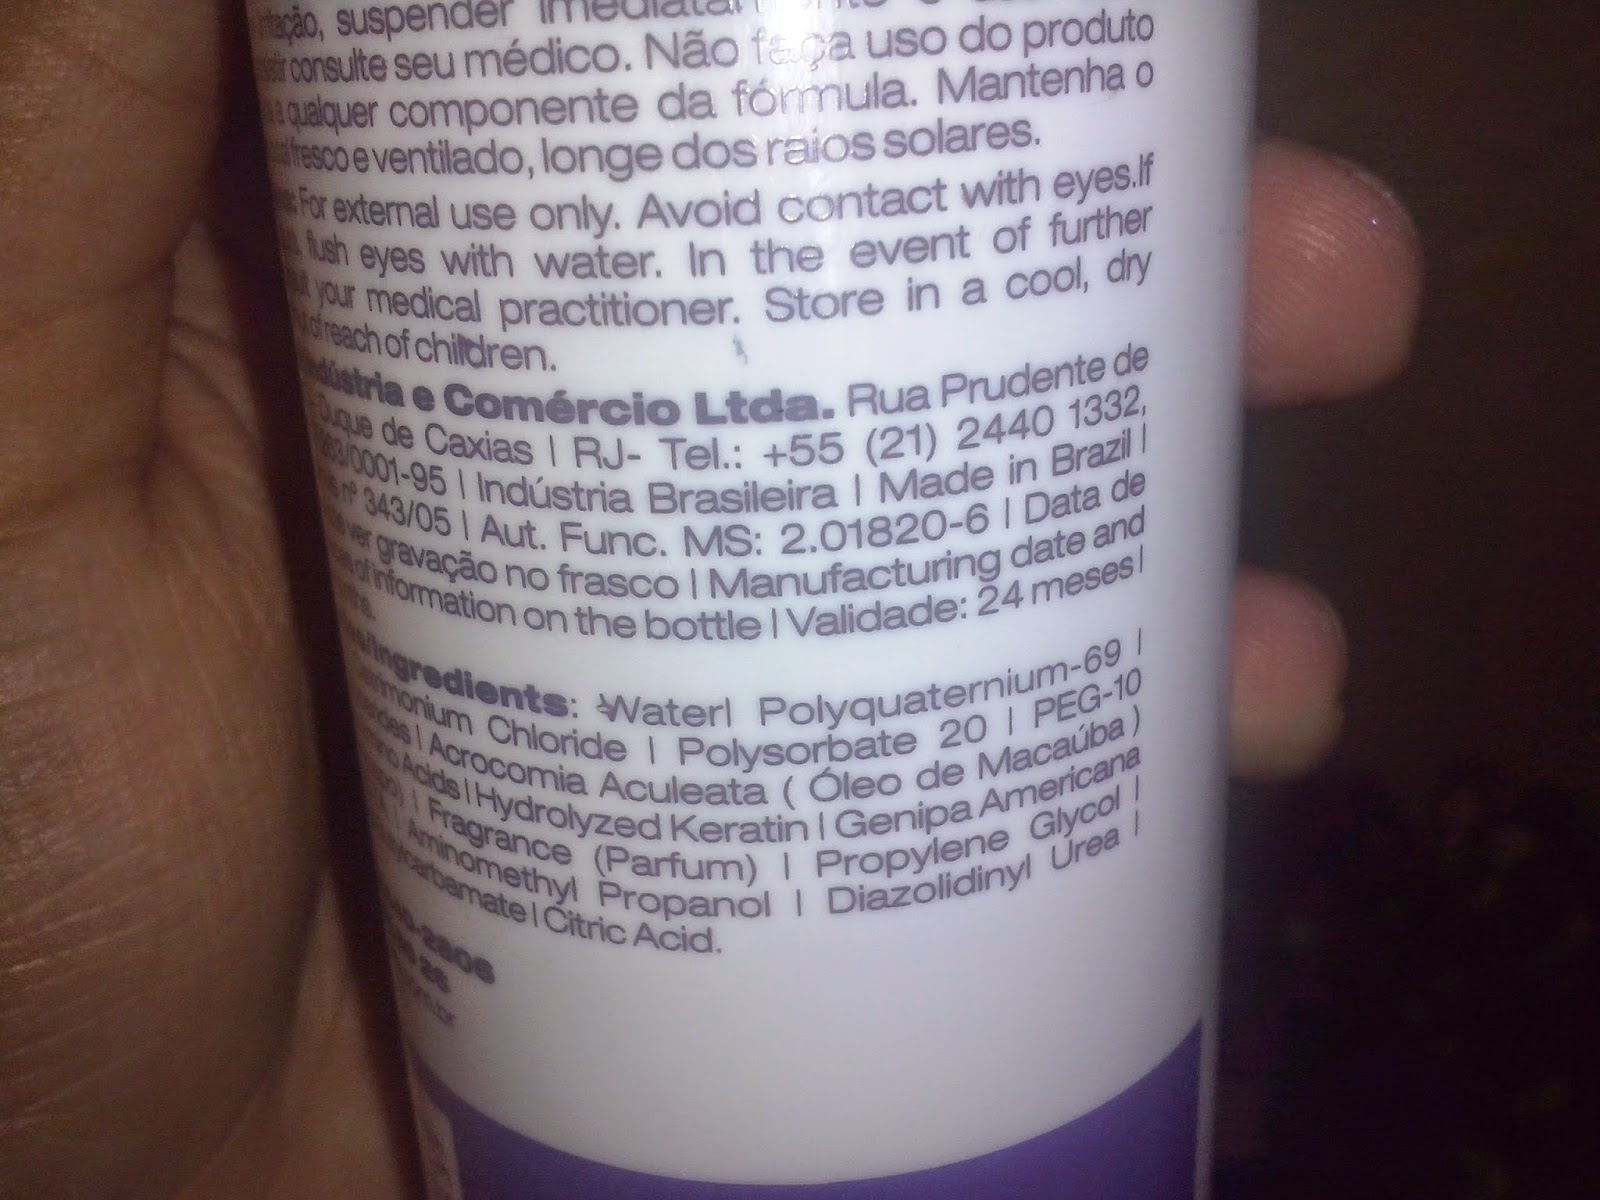 suspender
consulte seu médico. Não faça uso do produto
a qualquer componente da fórmula. Mantenha o
fresco e ventilado, longe dos raios solares.
For external use only. Avoid contact with eyes.If
flush eyes with water. In the event of further
your medical practitioner. Store in a cool, dry
of reach of children.
e Comércio Ltda. Rua Prudente de
Duque de Caxias | RJ- Tel.: +55 (21) 2440 1332,
/0001-95 | Indústria Brasileira | Made in Brazil |
nº 343/05 | Aut. Func. MS: 2.01820-6 | Data de
ver gravação no frasco | Manufacturing date and
of information on the bottle | Validade: 24 meses |
Ingredients: Water| Polyquaternium-69 |
Chloride | Polysorbate 20 | PEG-10
| Acrocomia Aculeata ( Óleo de Macaúba )
Acids | Hydrolyzed Keratin | Genipa Americana
| Fragrance (Parfum) | Propylene Glycol |
| Aminomethyl Propanol | Diazolidinyl Urea |
| Citric Acid.